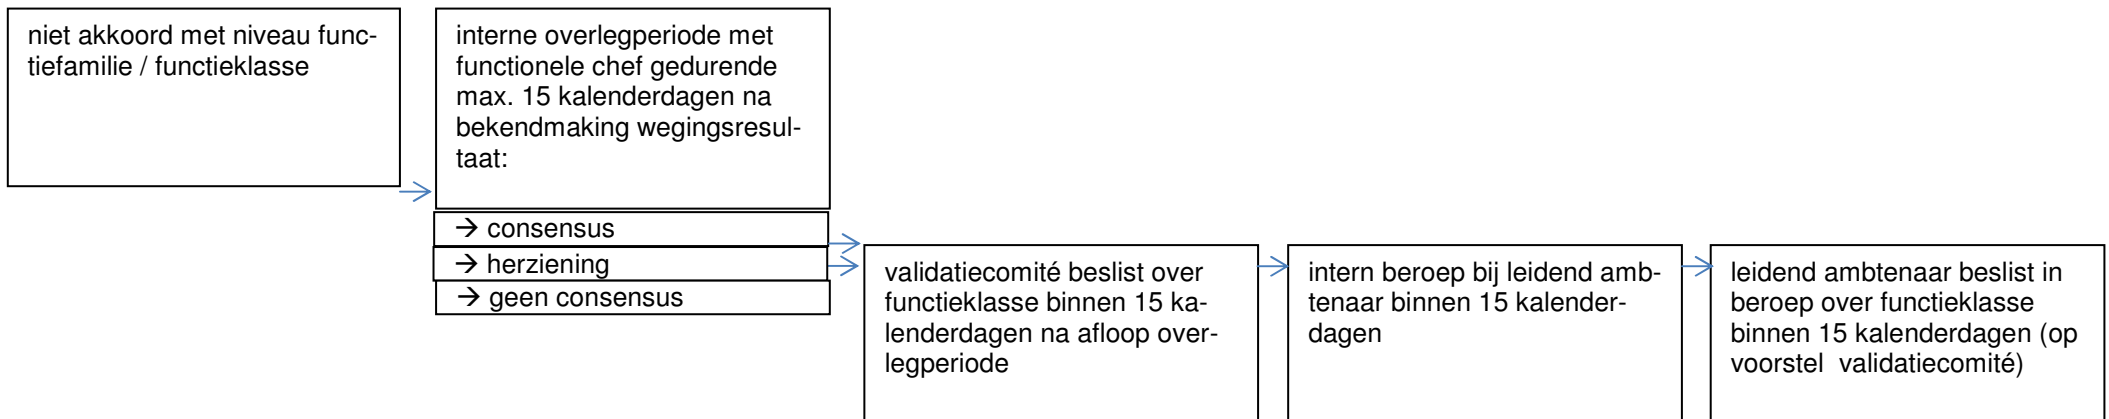 niet akkoord met niveau func-
tiefamilie / functieklasse
interne overlegperiode met
functionele chef gedurende
max. 15 kalenderdagen na
bekendmaking wegingsresul-
taat:
→ consensus
→ herziening
→ geen consensus
validatiecomité beslist over
functieklasse binnen 15 ka-
lenderdagen na afloop over-
legperiode
intern beroep bij leidend amb-
tenaar binnen 15 kalender-
dagen
leidend ambtenaar beslist in
beroep over functieklasse
binnen 15 kalenderdagen (op
voorstel validatiecomité)